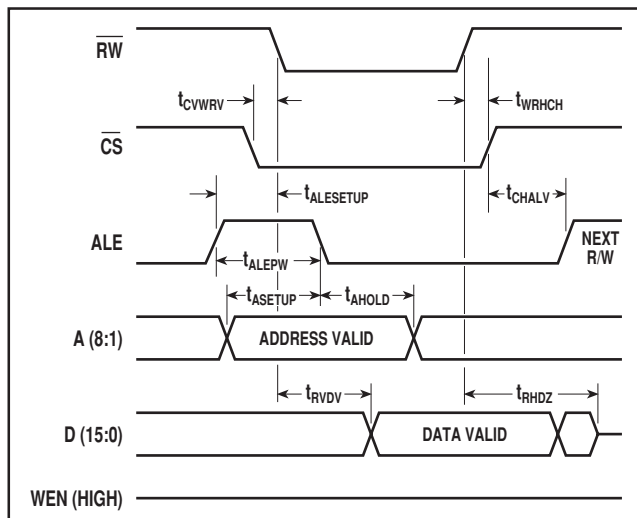 RW
tCVWRV
tWRHCH
CS
tALESETUP
tCHALV
ALE
NEXT
R/W
tALEPW
tASETUP
tAHOLD
A (8:1)
ADDRESS VALID
tRVDV
tRHDZ
D (15:0)
DATA VALID
WEN (HIGH)